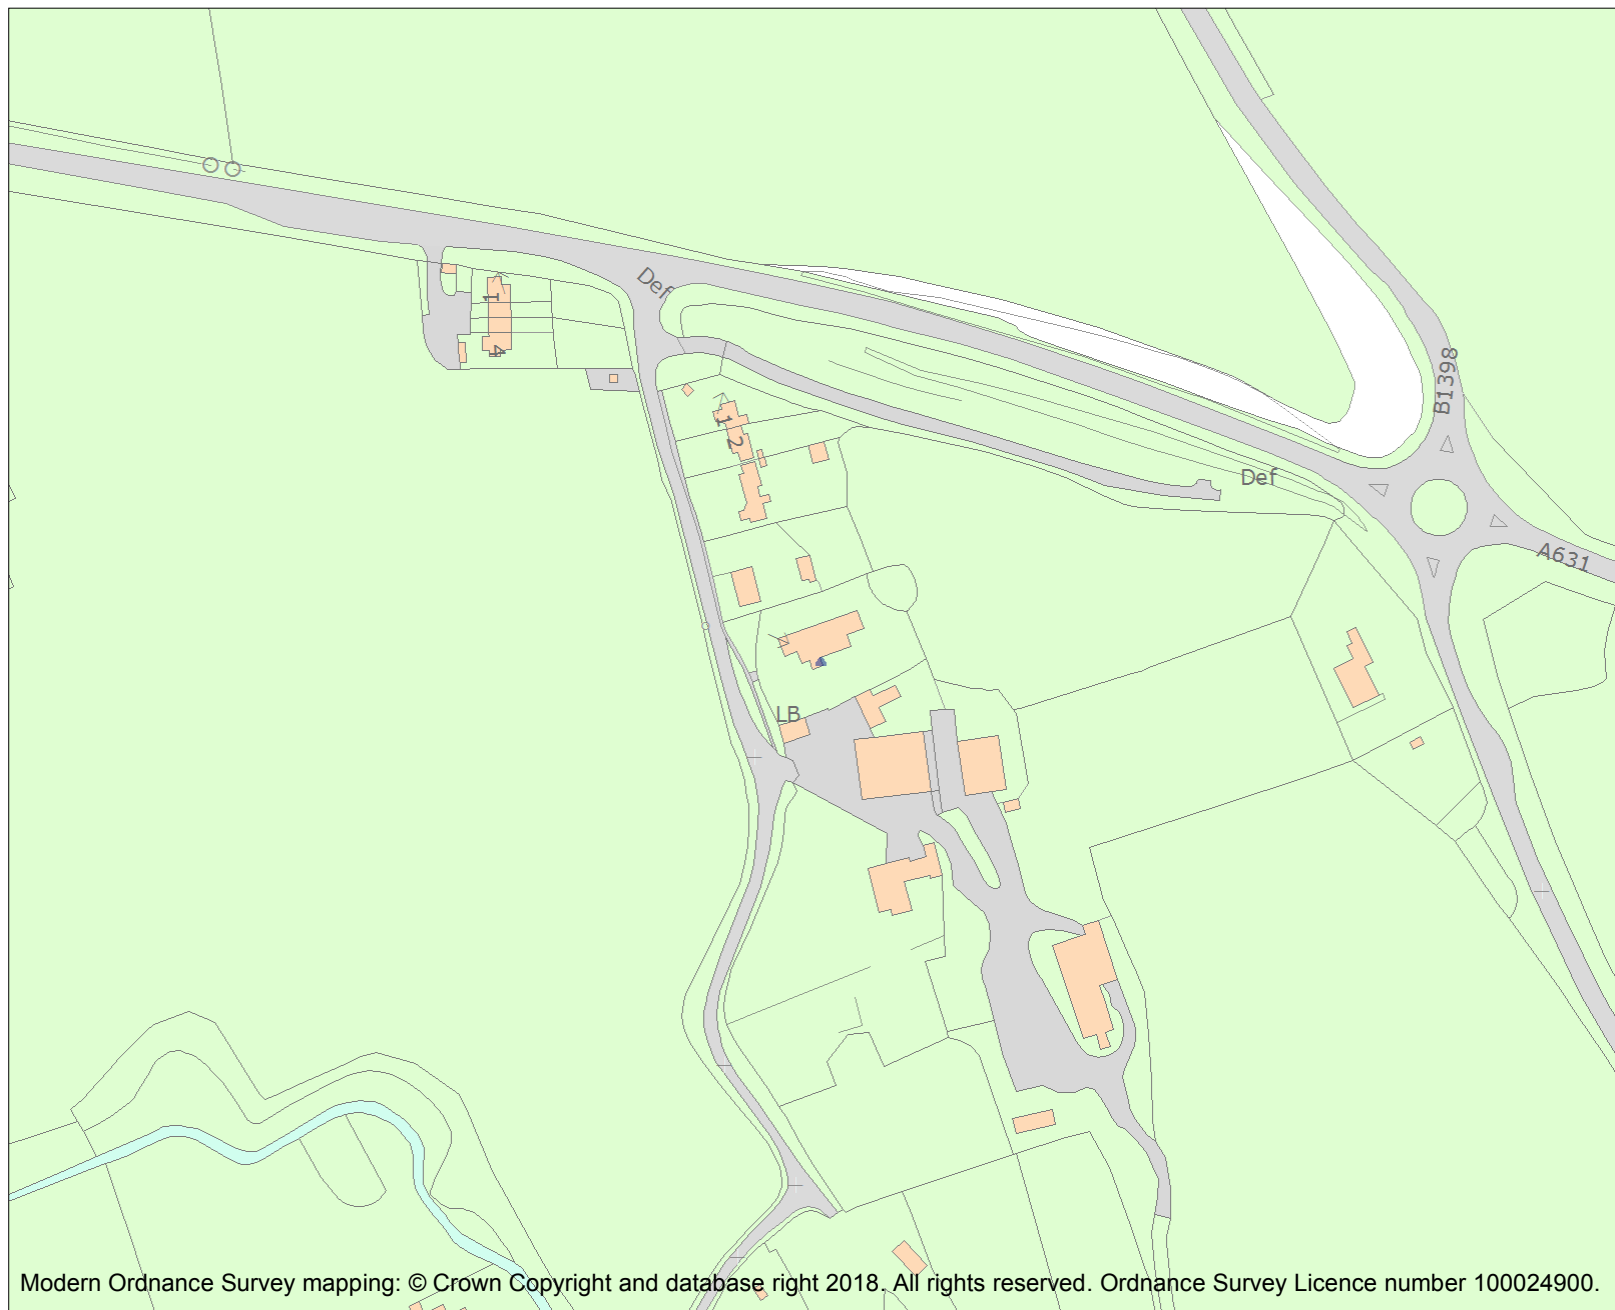 Def
1
4
B1398
1
2
Def
A631
LB
Modern Ordnance Survey mapping: © Crown Copyright and database right 2018. All rights reserved. Ordnance Survey Licence number 100024900.